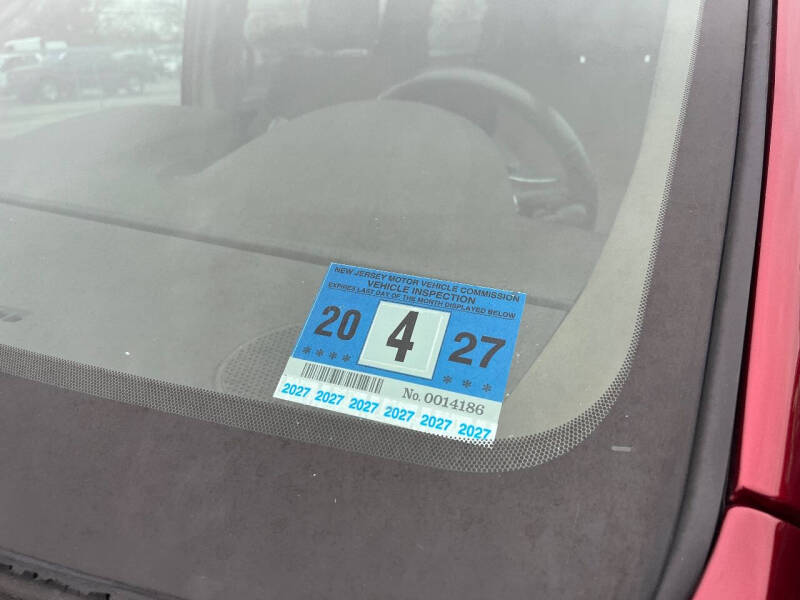 NEW JERSEY MOTOR VEHICLE COMMISSION
VEHICLE INSPECTION
EXPIRES LAST DAY OF THE MONTH DISPLAYED BELOW
20 4 27
No. 0014186
2027 2027 2027 2027 2027 2027